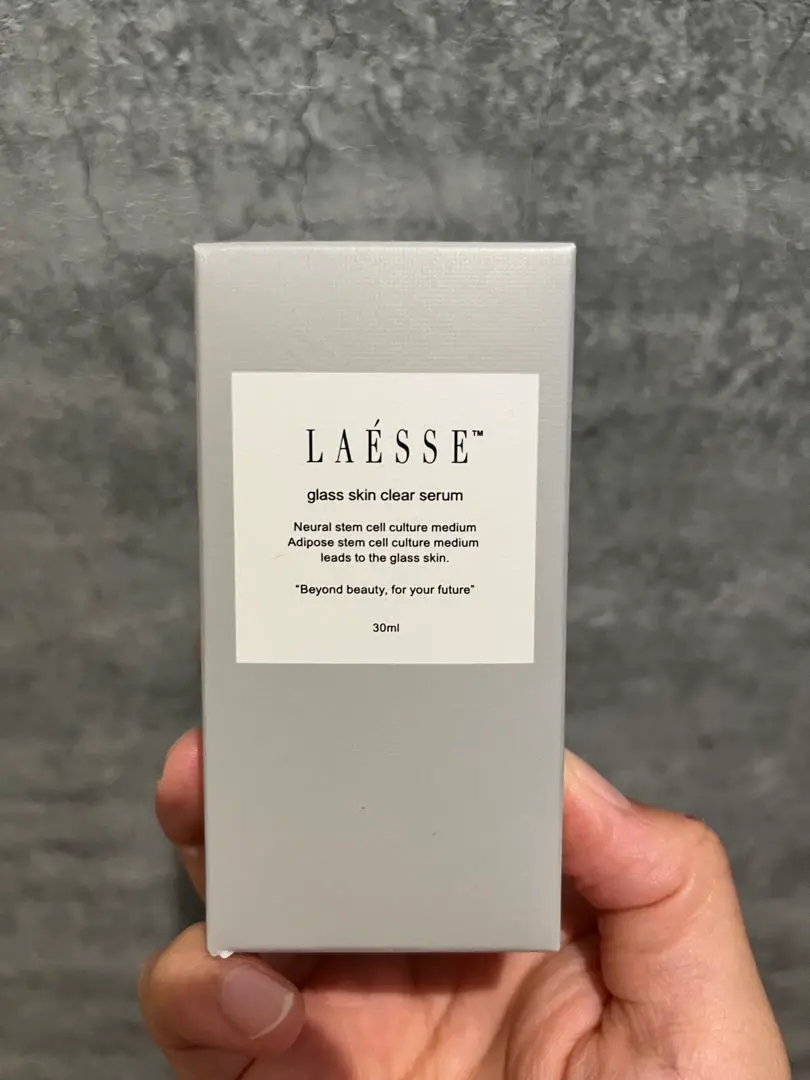 LAÉSSE™
glass skin clear serum
Neural stem cell culture medium
Adipose stem cell culture medium
leads to the glass skin.
"Beyond beauty, for your future"
30ml